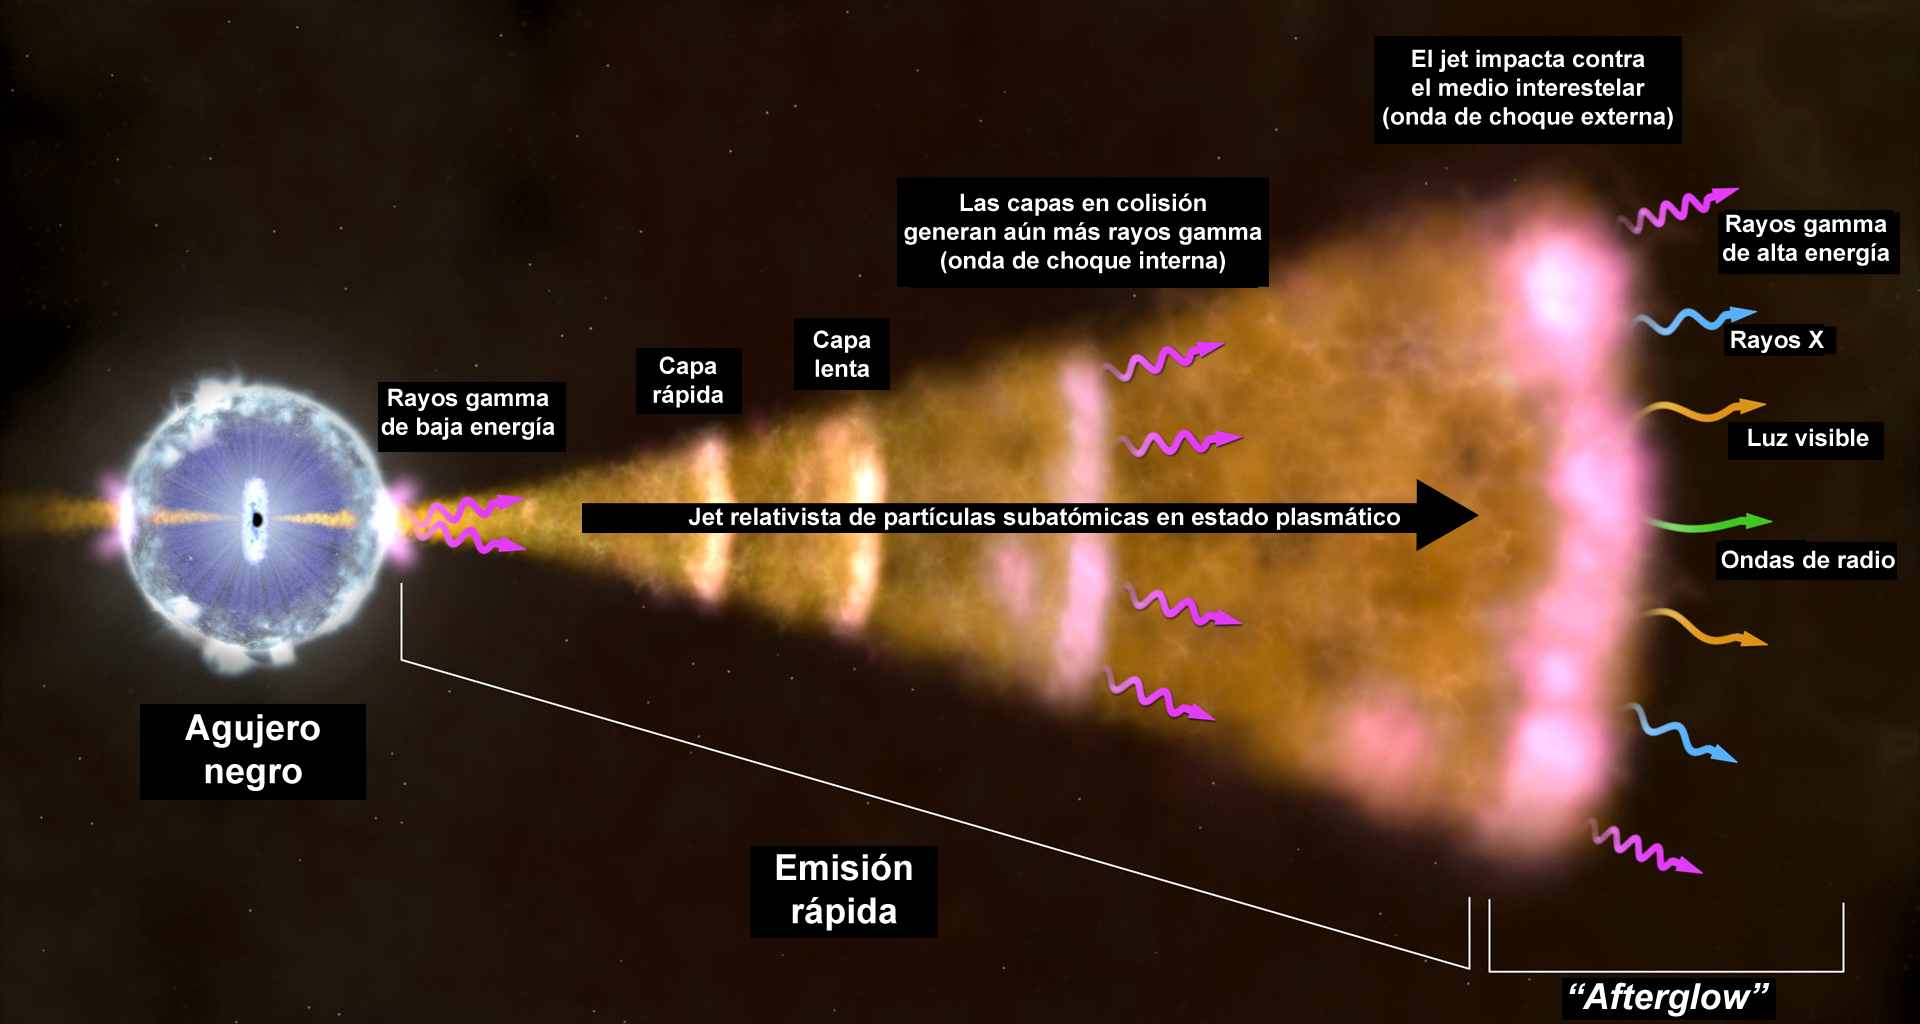 El jet impacta contra
el medio interestelar
(onda de choque externa)
Las capas en colisión
generan aún más rayos gamma
(onda de choque interna)
Rayos gamma
de alta energía
Capa
lenta
Rayos X
Capa
rápida
Rayos gamma
de baja energía
Luz visible
Jet relativista de partículas subatómicas en estado plasmático
Ondas de radio
Agujero
negro
Emisión
rápida
“Afterglow”